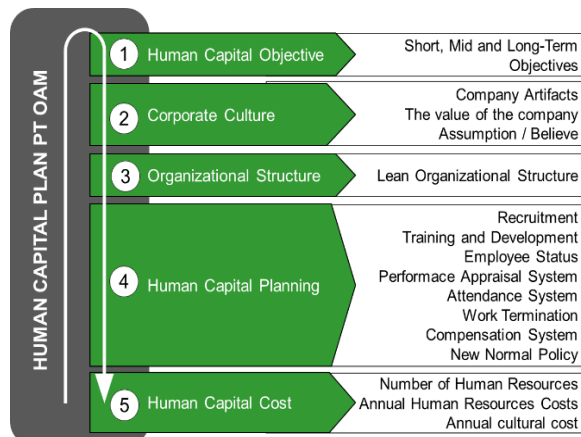 HUMAN CAPITAL PLAN PT OAM
1
Human Capital Objective
Short, Mid and Long-Term
Objectives
2
Corporate Culture
Company Artifacts
The value of the company
Assumption / Believe
3
Organizational Structure
Lean Organizational Structure
4
Human Capital Planning
Recruitment
Training and Development
Employee Status
Performace Appraisal System
Attendance System
Work Termination
Compensation System
New Normal Policy
5
Human Capital Cost
Number of Human Resources
Annual Human Resources Costs
Annual cultural cost